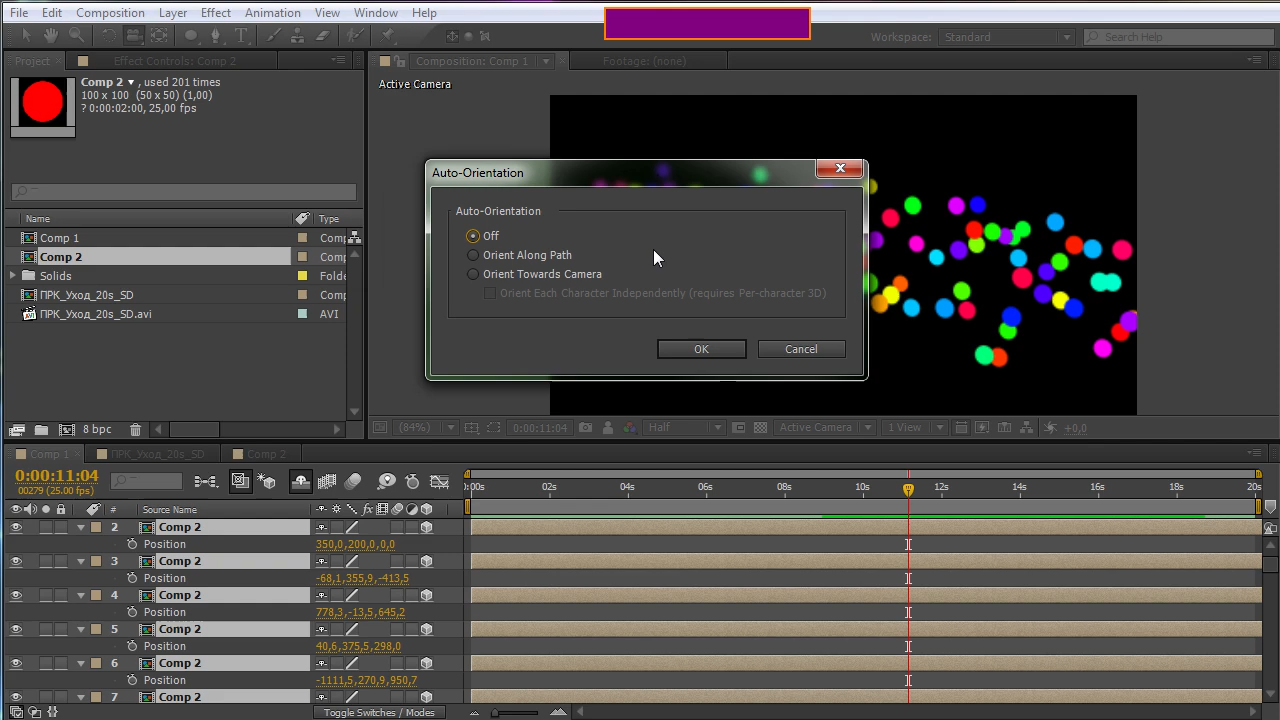 File Edit Composition Layer Effect Animation View Window Help
Workspace: Standard Search Help
Project Effect Controls: Comp 2 Composition: Comp 1 Footage: (none)
Comp 2 , used 201 times
100 x 100 (50 x 50) (1,00)
? 0:00:02:00, 25,00 fps
Active Camera
Auto-Orientation
Auto-Orientation
Off
Orient Along Path
Orient Towards Camera
Orient Each Character Independently (requires Per-character 3D)
OK Cancel
Name Type
Comp 1 Comp
Comp 2 Comp
Solids Folde
ПРК_Уход_20s_SD Comp
ПРК_Уход_20s_SD.avi AVI
8 bpc
(84%) 0:00:11:04 Half Active Camera 1 View +0,0
Comp 1 ПРК_Уход_20s_SD Comp 2
0:00:11:04
00279 (25.00 fps)
:00s 02s 04s 06s 08s 10s 12s 14s 16s 18s 20s
# Source Name fx
2 Comp 2
Position 350,0,200,0,0,0
3 Comp 2
Position -68,1,355,9,-413,5
4 Comp 2
Position 778,3,-13,5,645,2
5 Comp 2
Position 40,6,375,5,298,0
6 Comp 2
Position -1111,5,270,9,950,7
7 Comp 2
Toggle Switches / Modes